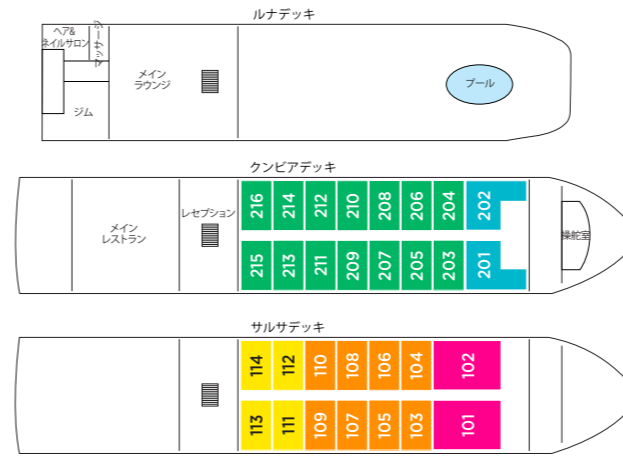 ルナデッキ
ヘア&
ネイルサロン
マッサージ
メイン
ラウンジ
プール
ジム
クンビアデッキ
216 214 212 210 208 206 204 202
メイン
レストラン
レセプション
操舵室
215 213 211 209 207 205 203 201
サルサデッキ
114 112 110 108 106 104 102
113 111 109 107 105 103 101